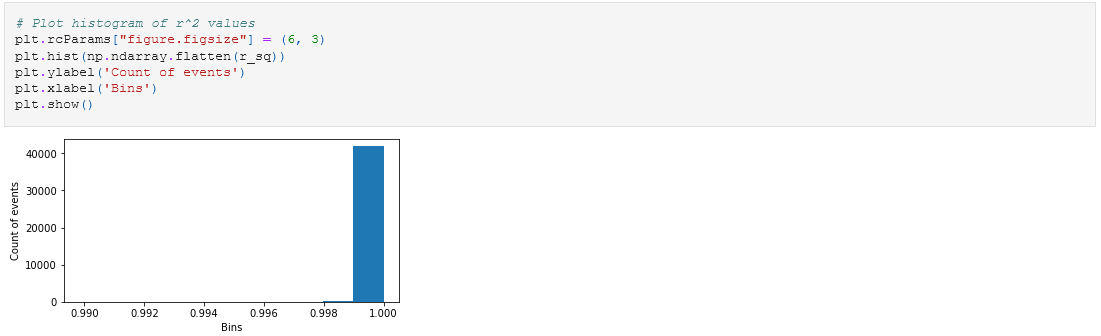 # Plot histogram of r^2 values
plt.rcParams["figure.figsize"] = (6, 3)
plt.hist(np.ndarray.flatten(r_sq))
plt.ylabel('Count of events')
plt.xlabel('Bins')
plt.show()
Count of events
40000
30000
20000
10000
0
0.990 0.992 0.994 0.996 0.998 1.000
Bins